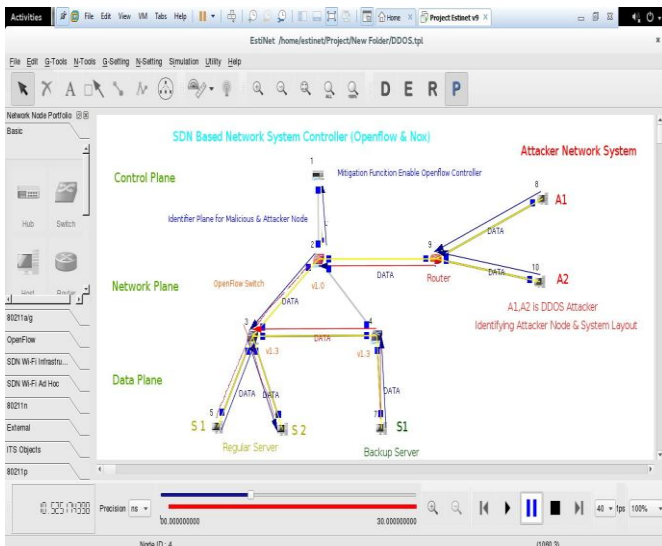 Activities File Edit View VM Tabs Help Home × Project Estinet v9 ×
EstiNet /home/estinet/Project/New Folder/DDOS.tpl
File Edit G-Tools N-Tools G-Setting N-Setting Simulation Utility Help
A D E R P
Network Node Portfolio
Basic
Hub Switch
Host Router
80211a/g
OpenFlow
SDN Wi-Fi Infrastru...
SDN Wi-Fi Ad Hoc
80211n
External
ITS Objects
80211p
SDN Based Network System Controller (Openflow & Nox)
Attacker Network System
1
Control Plane
Mitigation Funcition Enable Openflow Controller
8
A1
Identifier Plane for Malicious & Attacker Node
DATA
2
9
10
DATA
DATA
A2
OpenFlow Switch
v1.0
Router
Network Plane
DATA
A1,A2 is DDOS Attacker
3
4
Identifying Attacker Node & System Layout
DATA
v1.3
v1.3
Data Plane
DATA DATA
DATA
5
7
S 1
S 2
S1
Regular Server
Backup Server
Precision ns
40 fps 100%
00.000000000
30.000000000
Node ID : 4